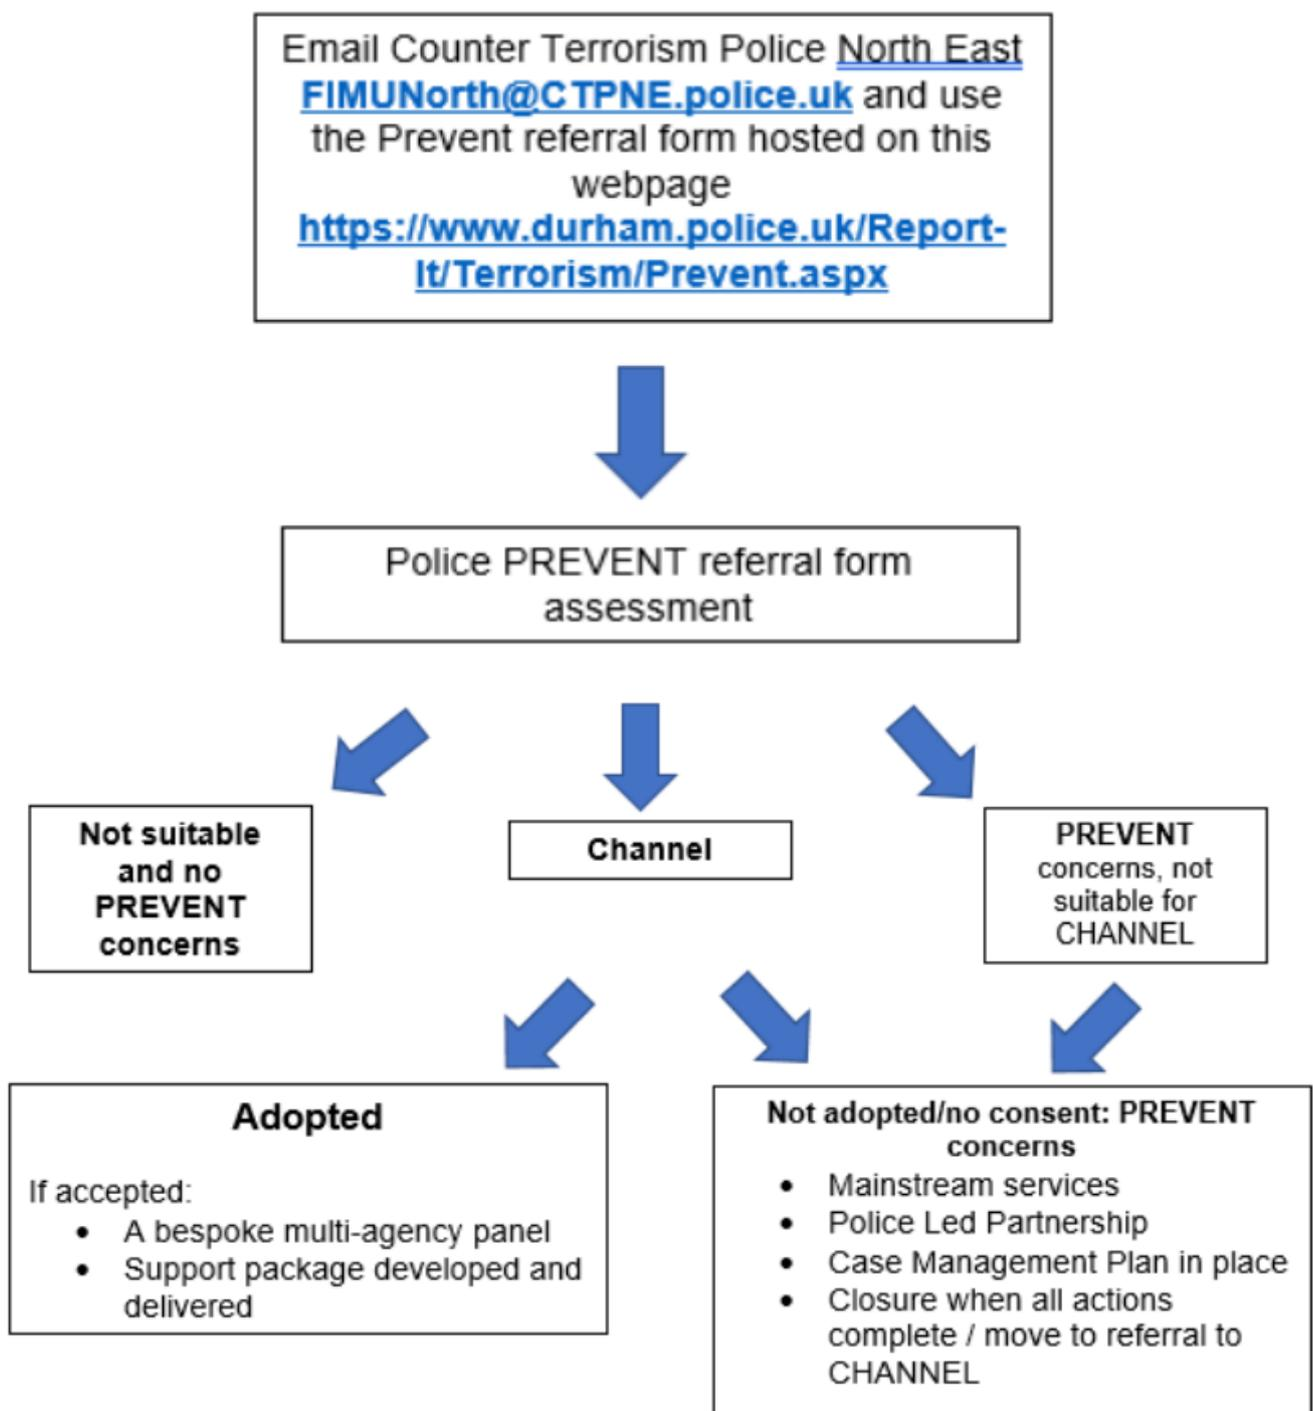 Email Counter Terrorism Police North East
FIMUNorth@CTPNE.police.uk and use
the Prevent referral form hosted on this
webpage
https://www.durham.police.uk/Report-
It/Terrorism/Prevent.aspx
Police PREVENT referral form
assessment
Not suitable
and no
PREVENT
concerns
Channel
PREVENT
concerns, not
suitable for
CHANNEL
Adopted
If accepted:
• A bespoke multi-agency panel
• Support package developed and
delivered
Not adopted/no consent: PREVENT
concerns
• Mainstream services
• Police Led Partnership
• Case Management Plan in place
• Closure when all actions
complete / move to referral to
CHANNEL